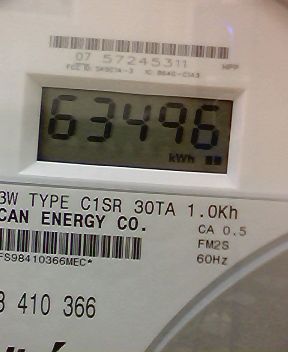 07 57245311 HPP
63496
kWh
3W TYPE C1SR 30TA 1.0Kh
CAN ENERGY CO.
CA 0.5
FM2S
FS98410366MEC*
60Hz
3 410 366